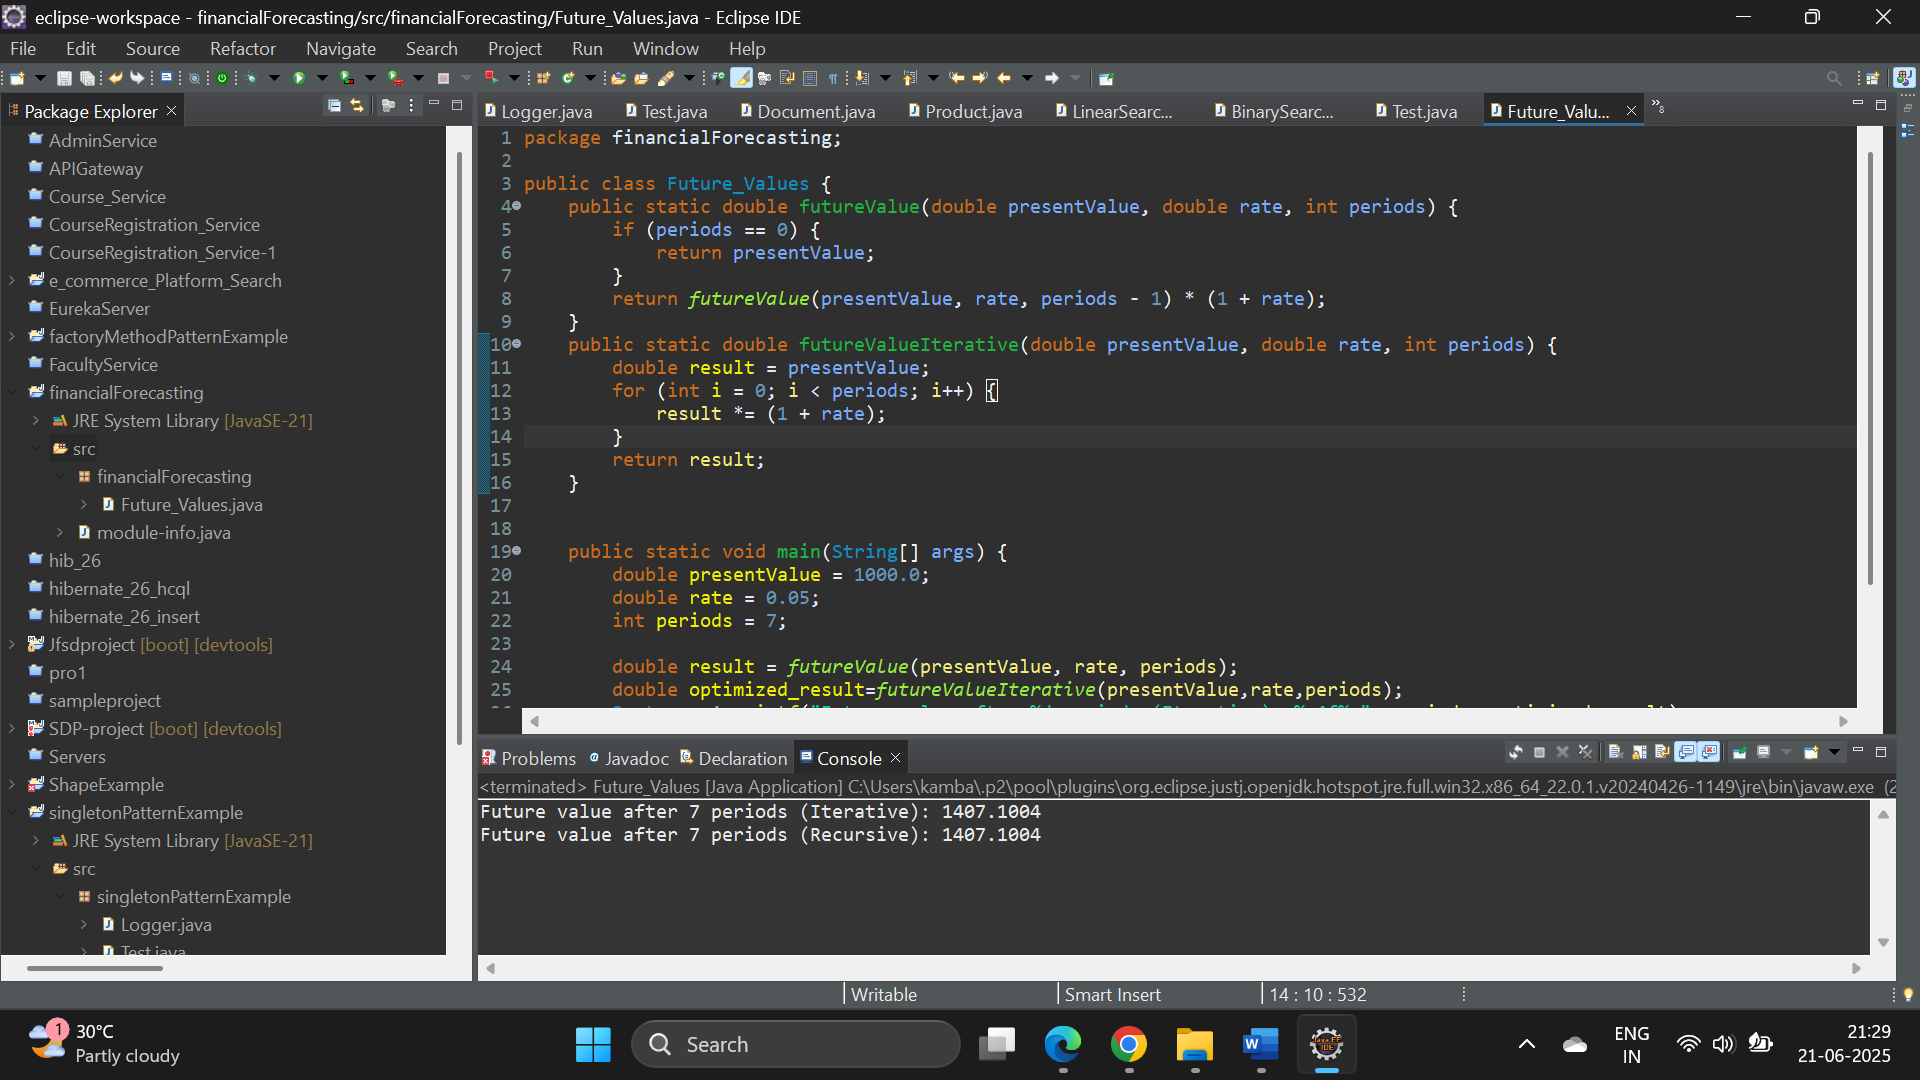 eclipse-workspace - financialForecasting/src/financialForecasting/Future_Values.java - Eclipse IDE
File Edit Source Refactor Navigate Search Project Run Window Help
Package Explorer
AdminService
APIGateway
Course_Service
CourseRegistration_Service
CourseRegistration_Service-1
e_commerce_Platform_Search
EurekaServer
factoryMethodPatternExample
FacultyService
financialForecasting
JRE System Library [JavaSE-21]
src
financialForecasting
Future_Values.java
module-info.java
hib_26
hibernate_26_hcql
hibernate_26_insert
Jfsdproject [boot] [devtools]
pro1
sampleproject
SDP-project [boot] [devtools]
Servers
ShapeExample
singletonPatternExample
JRE System Library [JavaSE-21]
src
singletonPatternExample
Logger.java
Test.java
Logger.java Test.java Document.java Product.java LinearSearc... BinarySearc... Test.java Future_Valu... »8
1 package financialForecasting;
2
3 public class Future_Values {
4 public static double futureValue(double presentValue, double rate, int periods) {
5 if (periods == 0) {
6 return presentValue;
7 }
8 return futureValue(presentValue, rate, periods - 1) * (1 + rate);
9 }
10 public static double futureValueIterative(double presentValue, double rate, int periods) {
11 double result = presentValue;
12 for (int i = 0; i < periods; i++) {
13 result *= (1 + rate);
14 }
15 return result;
16 }
17
18
19 public static void main(String[] args) {
20 double presentValue = 1000.0;
21 double rate = 0.05;
22 int periods = 7;
23
24 double result = futureValue(presentValue, rate, periods);
25 double optimized_result=futureValueIterative(presentValue,rate,periods);
Problems Javadoc Declaration Console
<terminated> Future_Values [Java Application] C:\Users\kamba\.p2\pool\plugins\org.eclipse.justj.openjdk.hotspot.jre.full.win32.x86_64_22.0.1.v20240426-1149\jre\bin\javaw.exe (2
Future value after 7 periods (Iterative): 1407.1004
Future value after 7 periods (Recursive): 1407.1004
Writable Smart Insert 14 : 10 : 532
1
30°C
Partly cloudy
Search
ENG
IN
21:29
21-06-2025